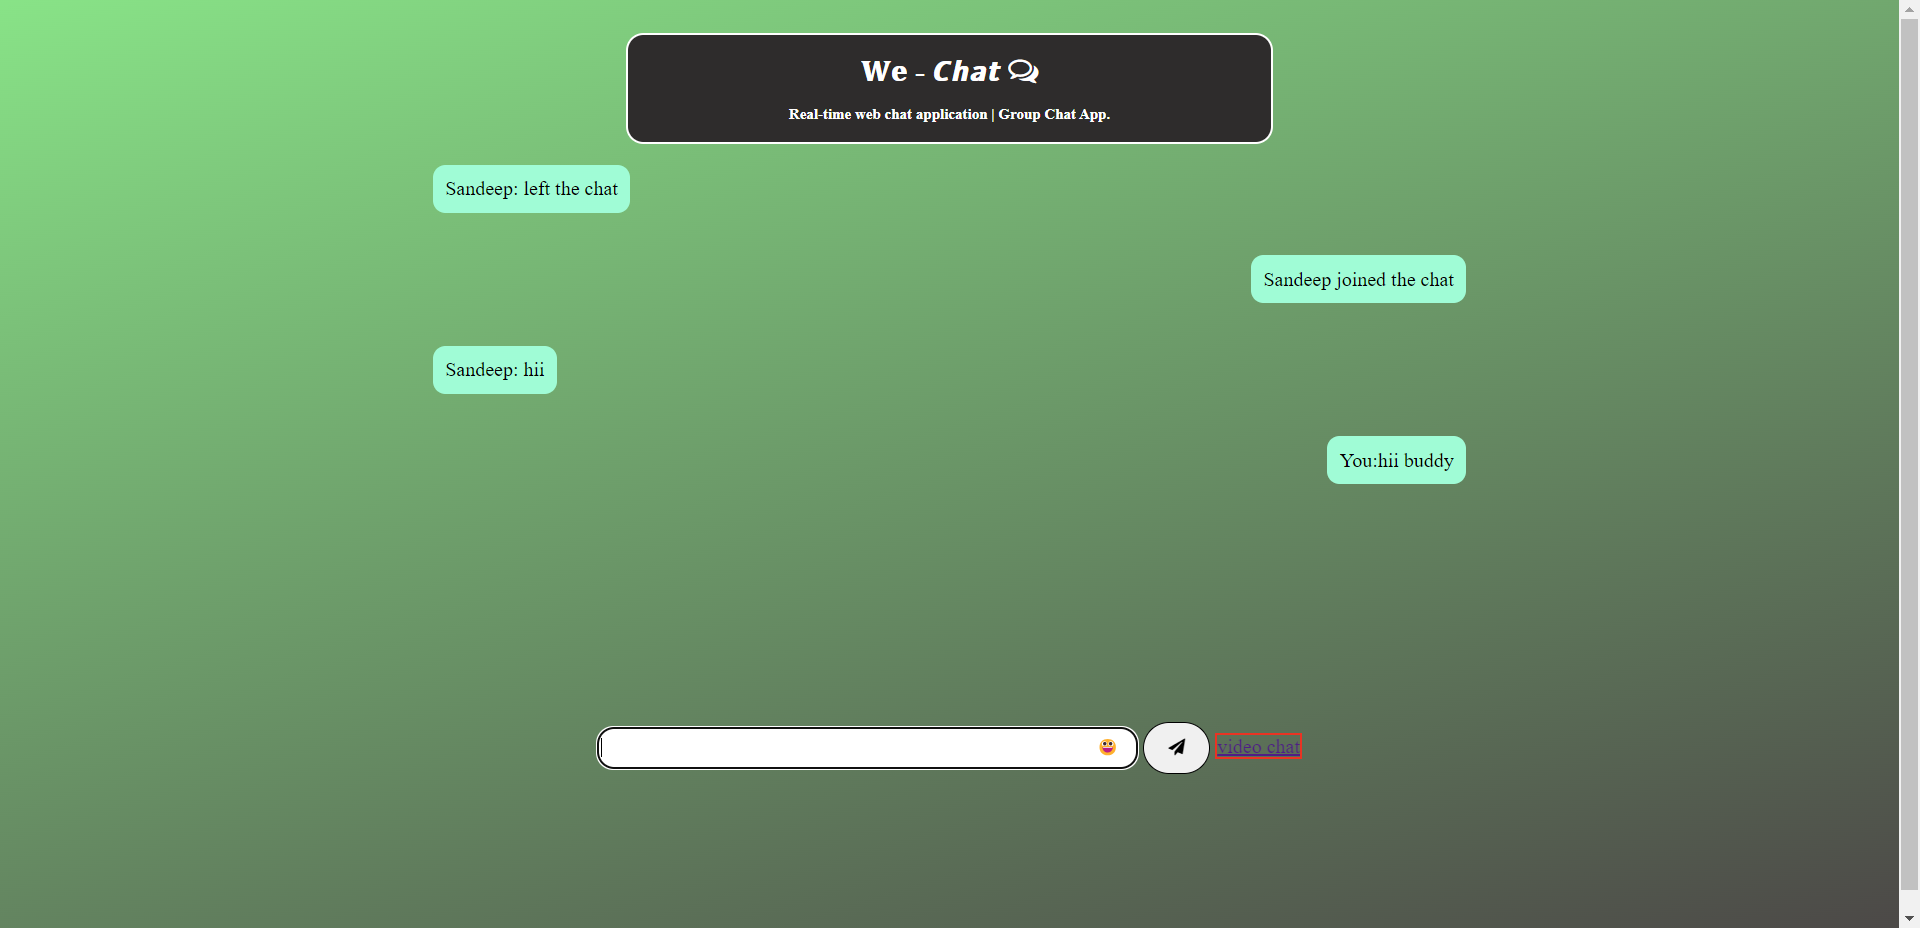 We - Chat
Real-time web chat application | Group Chat App.
Sandeep: left the chat
Sandeep joined the chat
Sandeep: hii
You:hii buddy
video chat